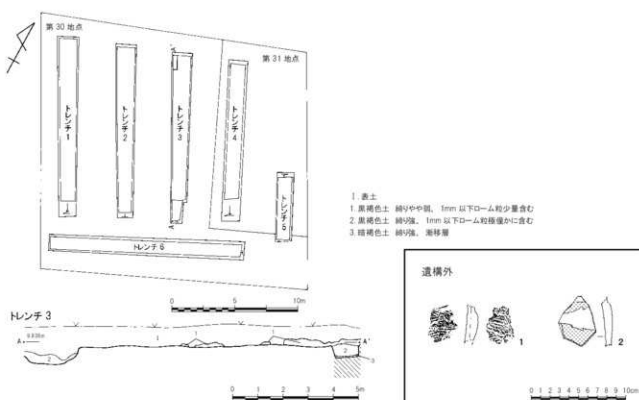 第30地点
第31地点
トレンチ1
トレンチ2
トレンチ3
トレンチ4
トレンチ5
トレンチ6
A
A'
0 5 10m
Ⅰ. 表土
1. 黒褐色土 締りやや弱、1mm以下ローム粒少量含む
2. 黒褐色土 締り強、1mm以下ローム粒極僅かに含む
3. 暗褐色土 締り強、漸移層
トレンチ3
A
A'
Ⅰ
1
1
2
2
3
0 1 2 3 4 5m
遺構外
1
2
0 1 2 3 4 5 6 7 8 9 10cm